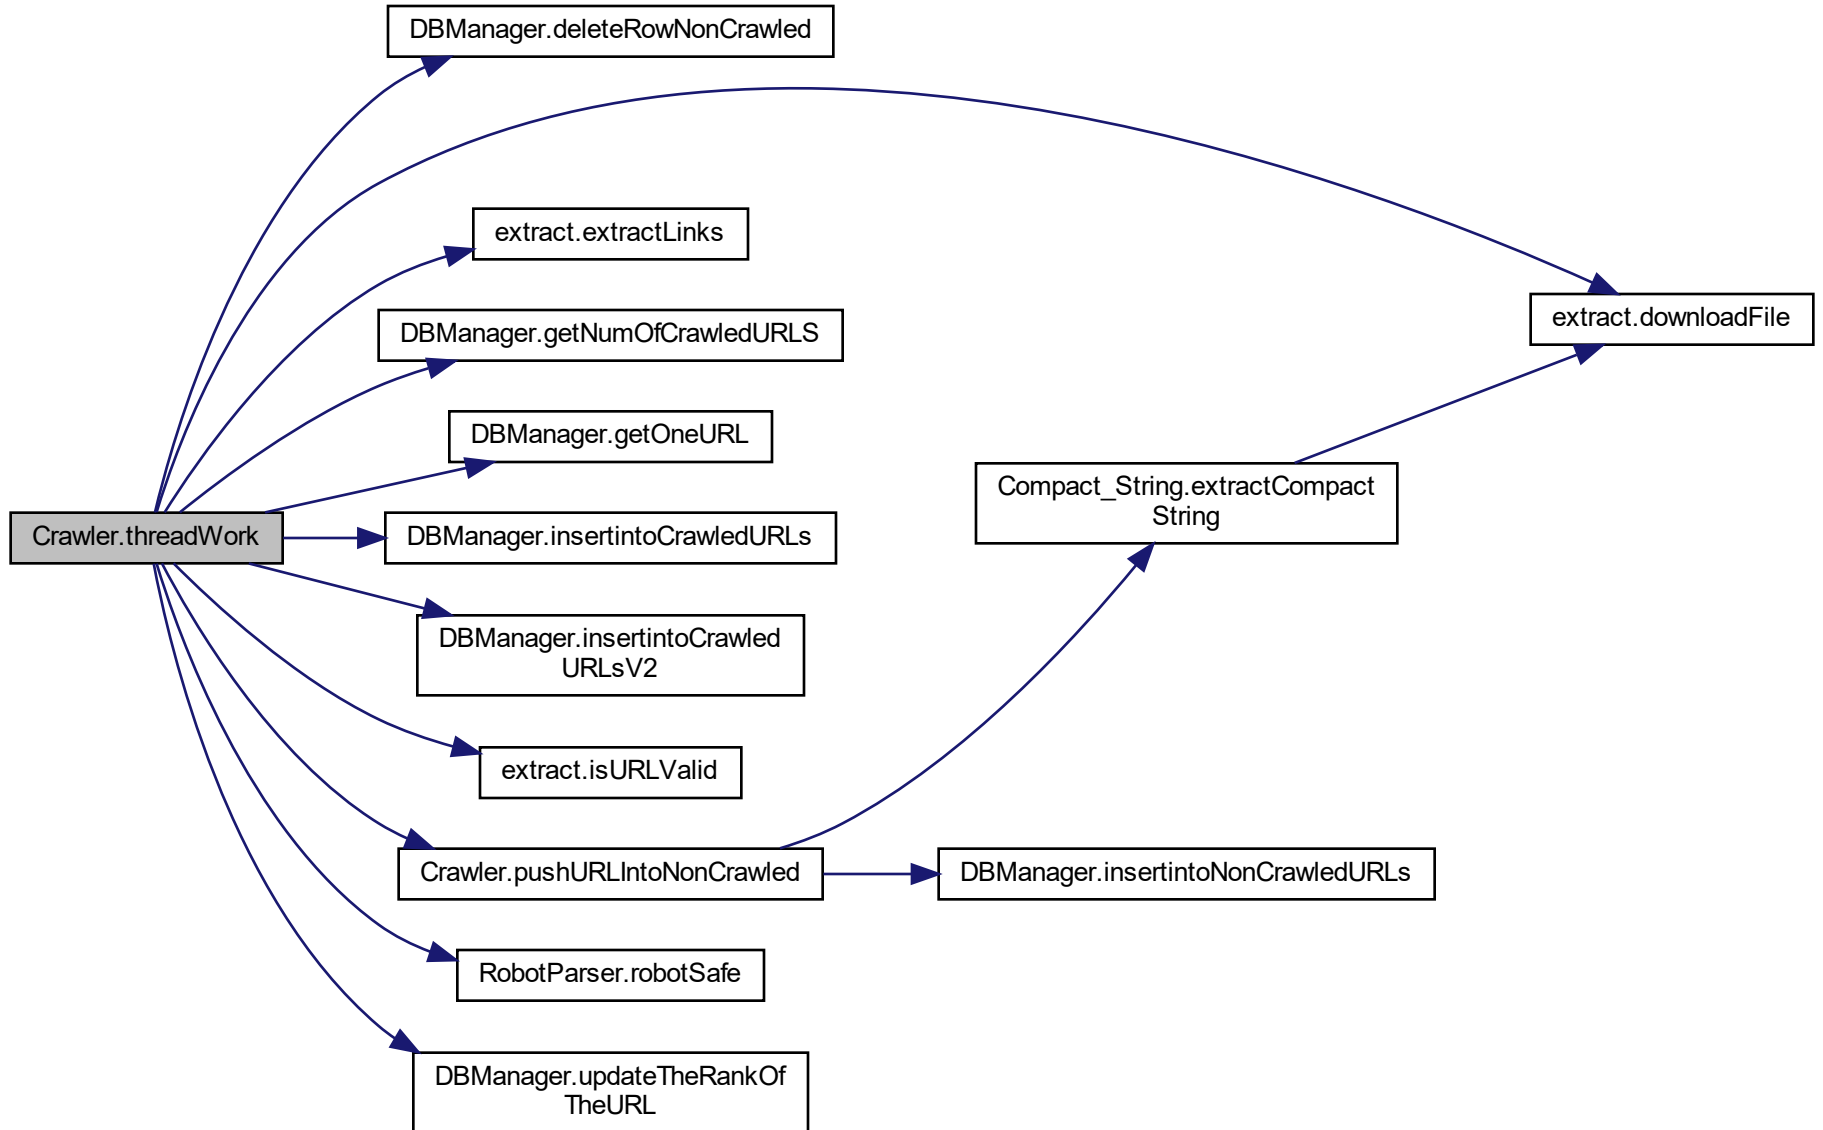 DBManager.deleteRowNonCrawled
extract.extractLinks
extract.downloadFile
DBManager.getNumOfCrawledURLS
DBManager.getOneURL
Compact_String.extractCompact
String
Crawler.threadWork
DBManager.insertintoCrawledURLs
DBManager.insertintoCrawled
URLsV2
extract.isURLValid
Crawler.pushURLIntoNonCrawled
DBManager.insertintoNonCrawledURLs
RobotParser.robotSafe
DBManager.updateTheRankOf
TheURL